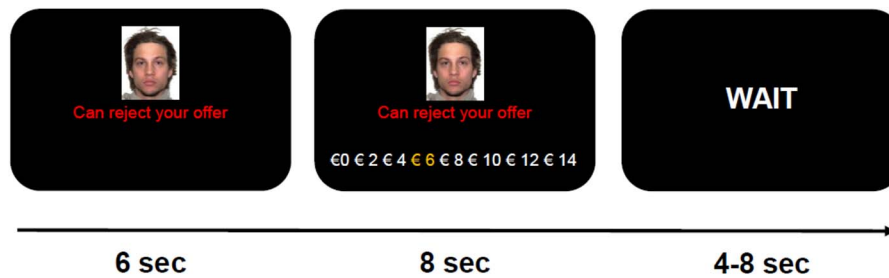 Can reject your offer
Can reject your offer
€0 € 2 € 4 € 6 € 8 € 10 € 12 € 14
WAIT
6 sec
8 sec
4-8 sec